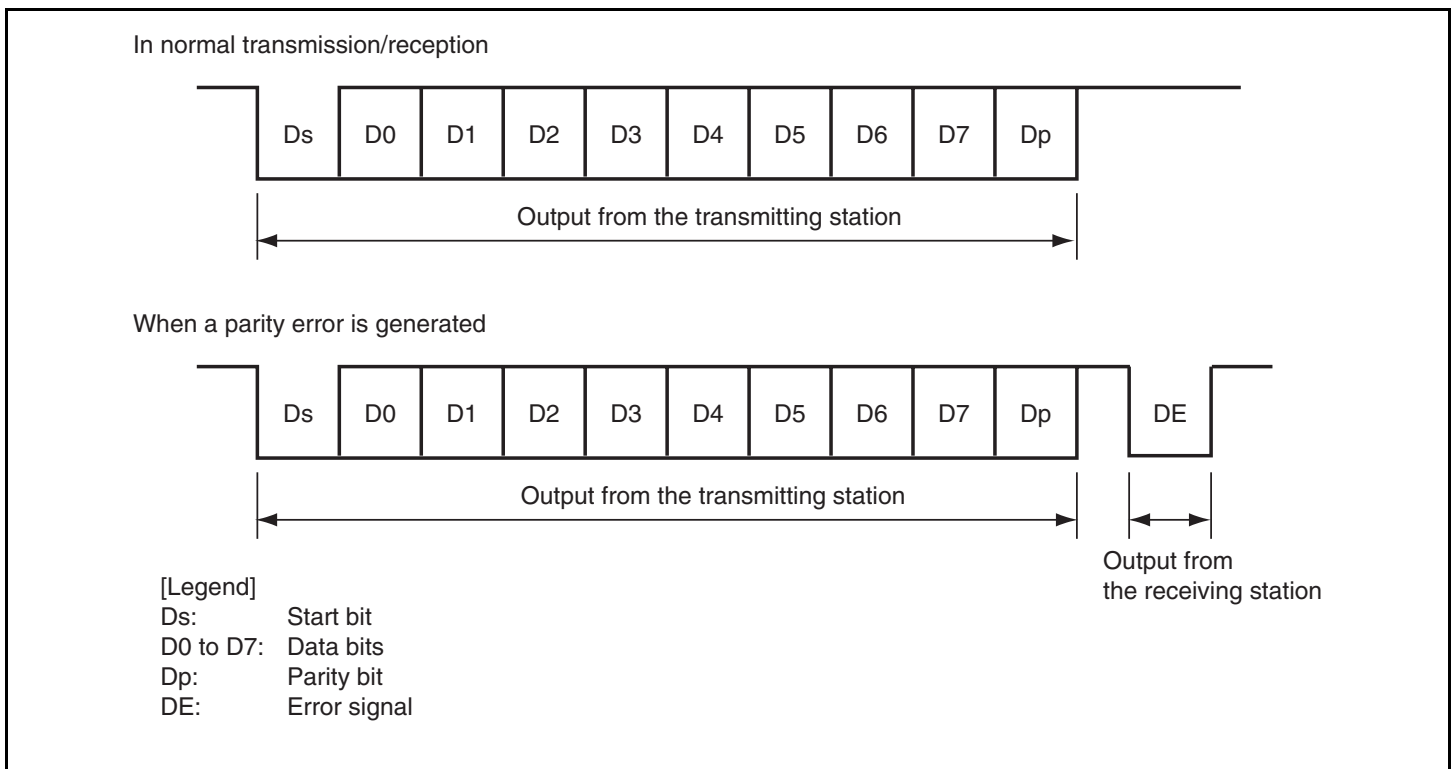 In normal transmission/reception
Ds D0 D1 D2 D3 D4 D5 D6 D7 Dp
Output from the transmitting station
When a parity error is generated
Ds D0 D1 D2 D3 D4 D5 D6 D7 Dp DE
Output from the transmitting station
Output from
the receiving station
[Legend]
Ds: Start bit
D0 to D7: Data bits
Dp: Parity bit
DE: Error signal